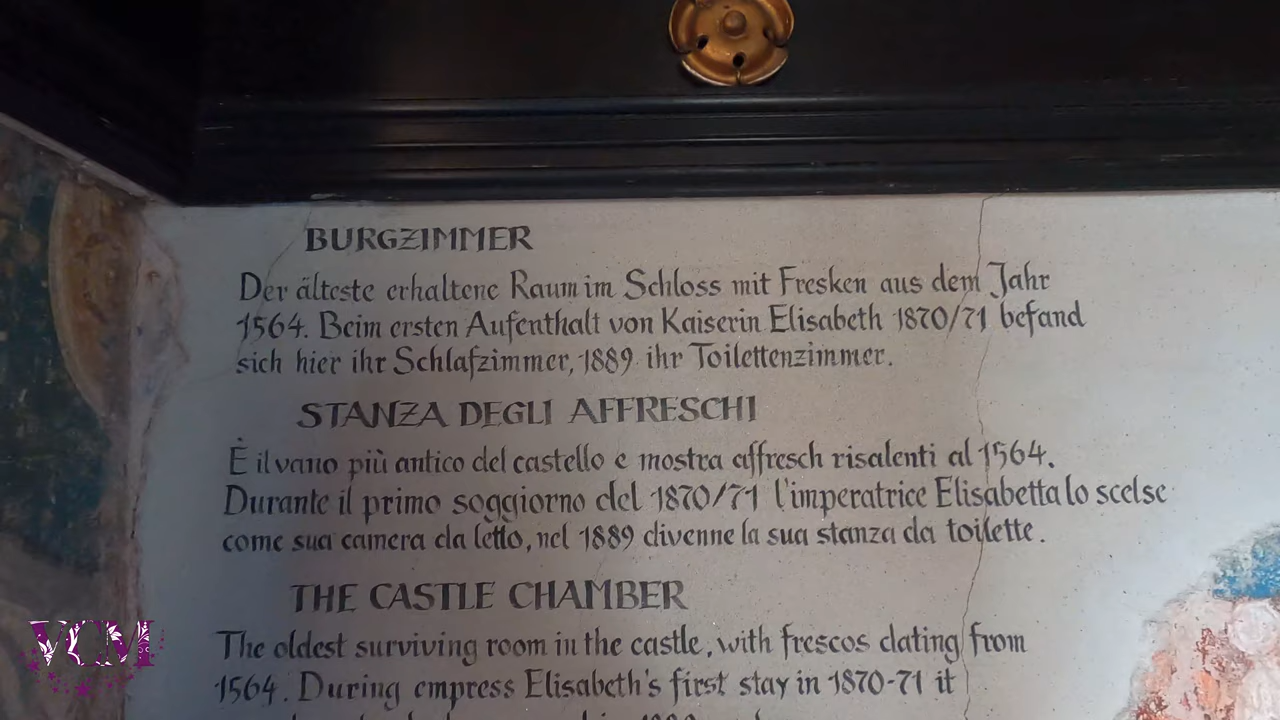 BURGZIMMER
Der älteste erhaltene Raum im Schloss mit Fresken aus dem Jahr
1564. Beim ersten Aufenthalt von Kaiserin Elisabeth 1870/71 befand
sich hier ihr Schlafzimmer, 1889 ihr Toilettenzimmer.
STANZA DEGLI AFFRESCHI
È il vano più antico del castello e mostra affresch risalenti al 1564.
Durante il primo soggiorno del 1870/71 l'imperatrice Elisabetta lo scelse
come sua camera da letto, nel 1889 divenne la sua stanza da toilette.
THE CASTLE CHAMBER
The oldest surviving room in the castle, with frescos dating from
1564. During empress Elisabeth's first stay in 1870-71 it
VCM